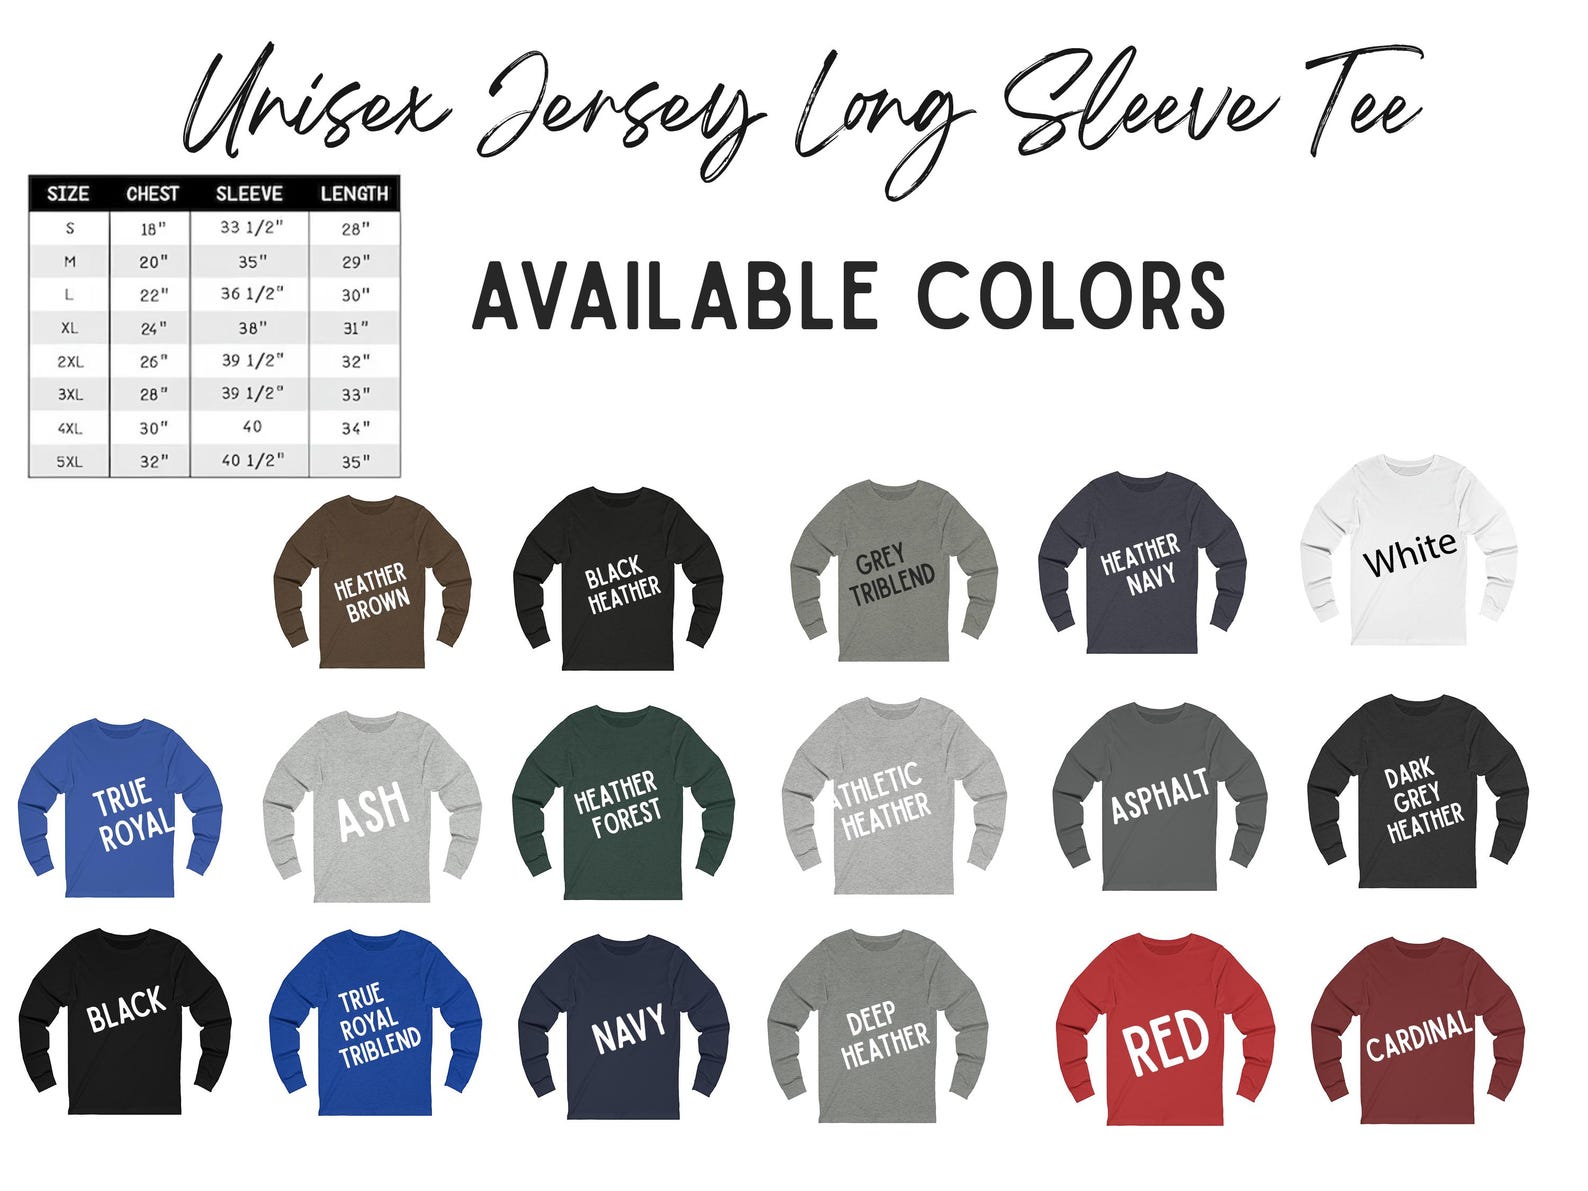 Unisex Jersey Long Sleeve Tee
SIZE CHEST SLEEVE LENGTH
S 18" 33 1/2" 28"
M 20" 35" 29"
L 22" 36 1/2" 30"
XL 24" 38" 31"
2XL 26" 39 1/2" 32"
3XL 28" 39 1/2" 33"
4XL 30" 40 34"
5XL 32" 40 1/2" 35"
AVAILABLE COLORS
HEATHER
BROWN
BLACK
HEATHER
GREY
TRIBLEND
HEATHER
NAVY
White
TRUE
ROYAL
ASH
HEATHER
FOREST
ATHLETIC
HEATHER
ASPHALT
DARK
GREY
HEATHER
BLACK
TRUE
ROYAL
TRIBLEND
NAVY
DEEP
HEATHER
RED
CARDINAL